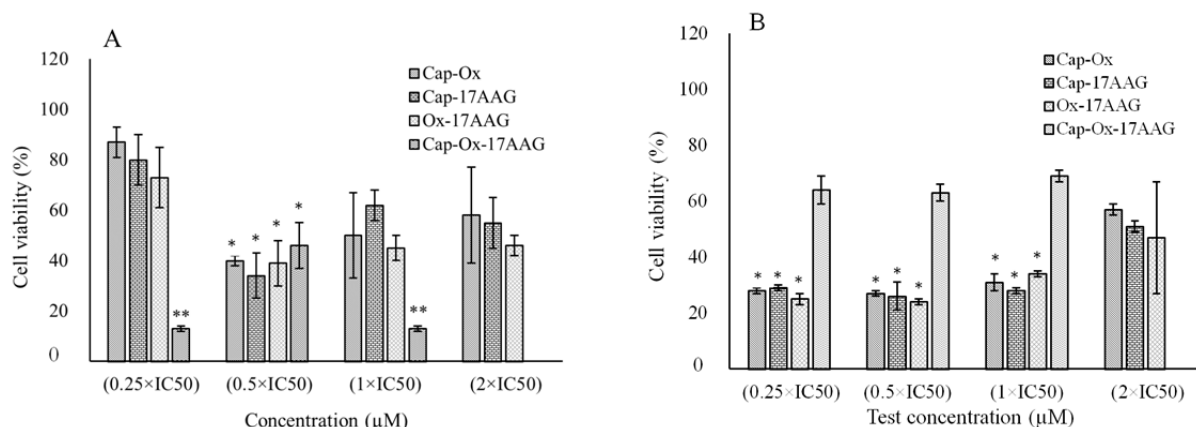 A
120
100
80
60
40
20
0
Cell viability (%)
Cap-Ox
Cap-17AAG
Ox-17AAG
Cap-Ox-17AAG
**
*
*
*
*
**
(0.25×IC50)
(0.5×IC50)
(1×IC50)
(2×IC50)
Concentration (µM)
B
120
100
80
60
40
20
0
Cell viability (%)
Cap-Ox
Cap-17AAG
Ox-17AAG
Cap-Ox-17AAG
*
*
*
*
*
*
*
*
*
(0.25×IC50)
(0.5×IC50)
(1×IC50)
(2×IC50)
Test concentration (µM)